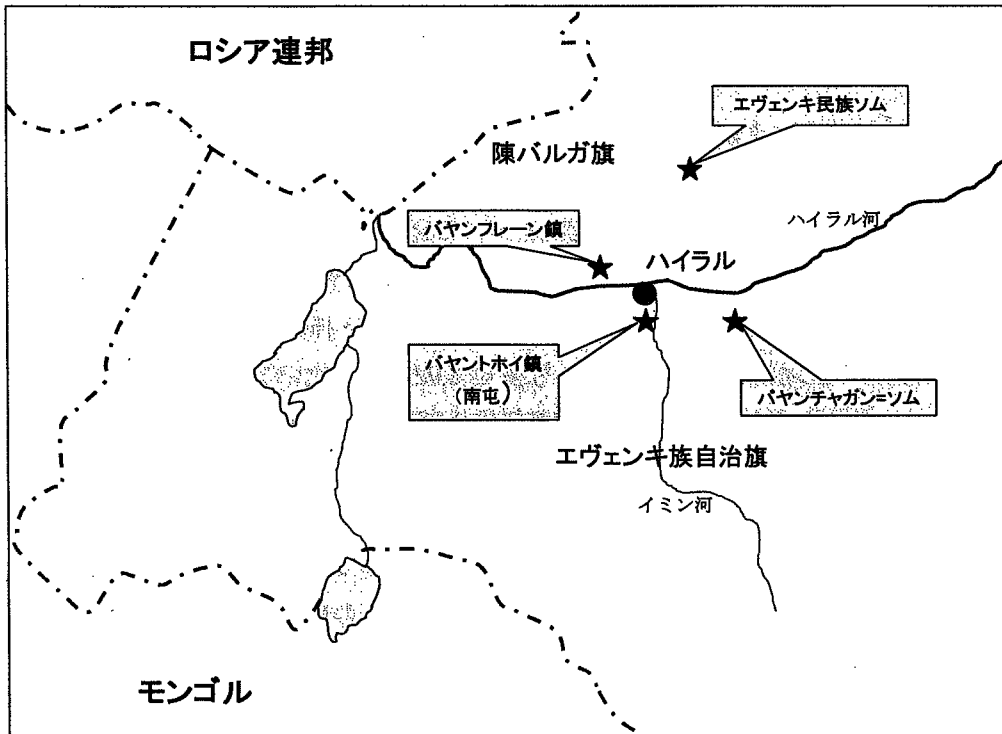 ロシア連邦
エヴェンキ民族ソム
陳バルガ旗
ハイラル河
バヤンフレーン鎮
ハイラル
バヤントホイ鎮
(南屯)
バヤンチャガン=ソム
エヴェンキ族自治旗
イミン河
モンゴル